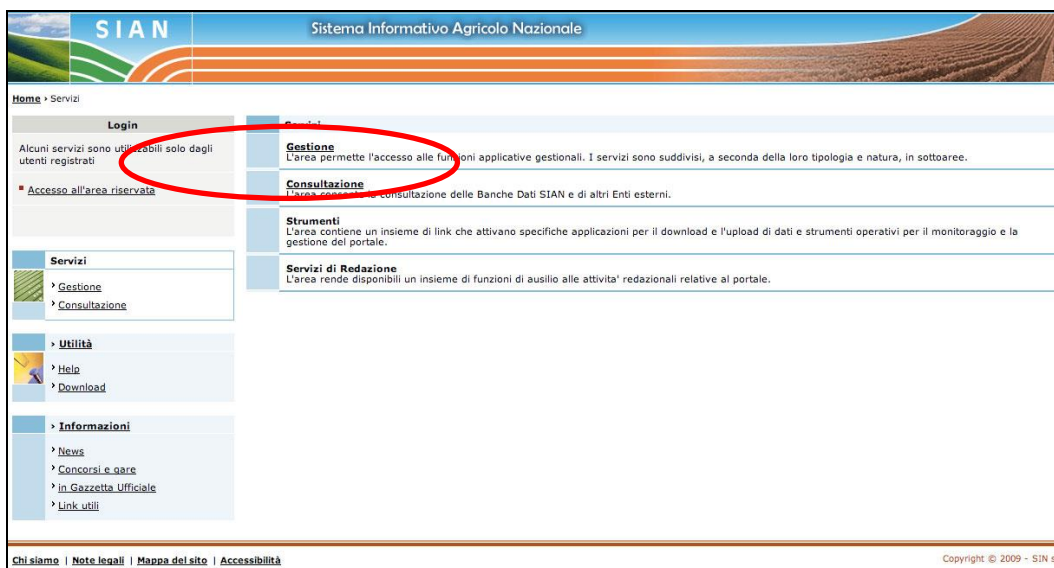 SIAN
Sistema Informativo Agricolo Nazionale
Home › Servizi
Login
Alcuni servizi sono utilizzabili solo dagli
utenti registrati
Accesso all'area riservata
Servizi
› Gestione
› Consultazione
› Utilità
› Help
› Download
› Informazioni
› News
› Concorsi e gare
› in Gazzetta Ufficiale
› Link utili
Servizi
Gestione
L'area permette l'accesso alle funzioni applicative gestionali. I servizi sono suddivisi, a seconda della loro tipologia e natura, in sottoaree.
Consultazione
L'area consente la consultazione delle Banche Dati SIAN e di altri Enti esterni.
Strumenti
L'area contiene un insieme di link che attivano specifiche applicazioni per il download e l'upload di dati e strumenti operativi per il monitoraggio e la
gestione del portale.
Servizi di Redazione
L'area rende disponibili un insieme di funzioni di ausilio alle attivita' redazionali relative al portale.
Chi siamo | Note legali | Mappa del sito | Accessibilità
Copyright © 2009 - SIN